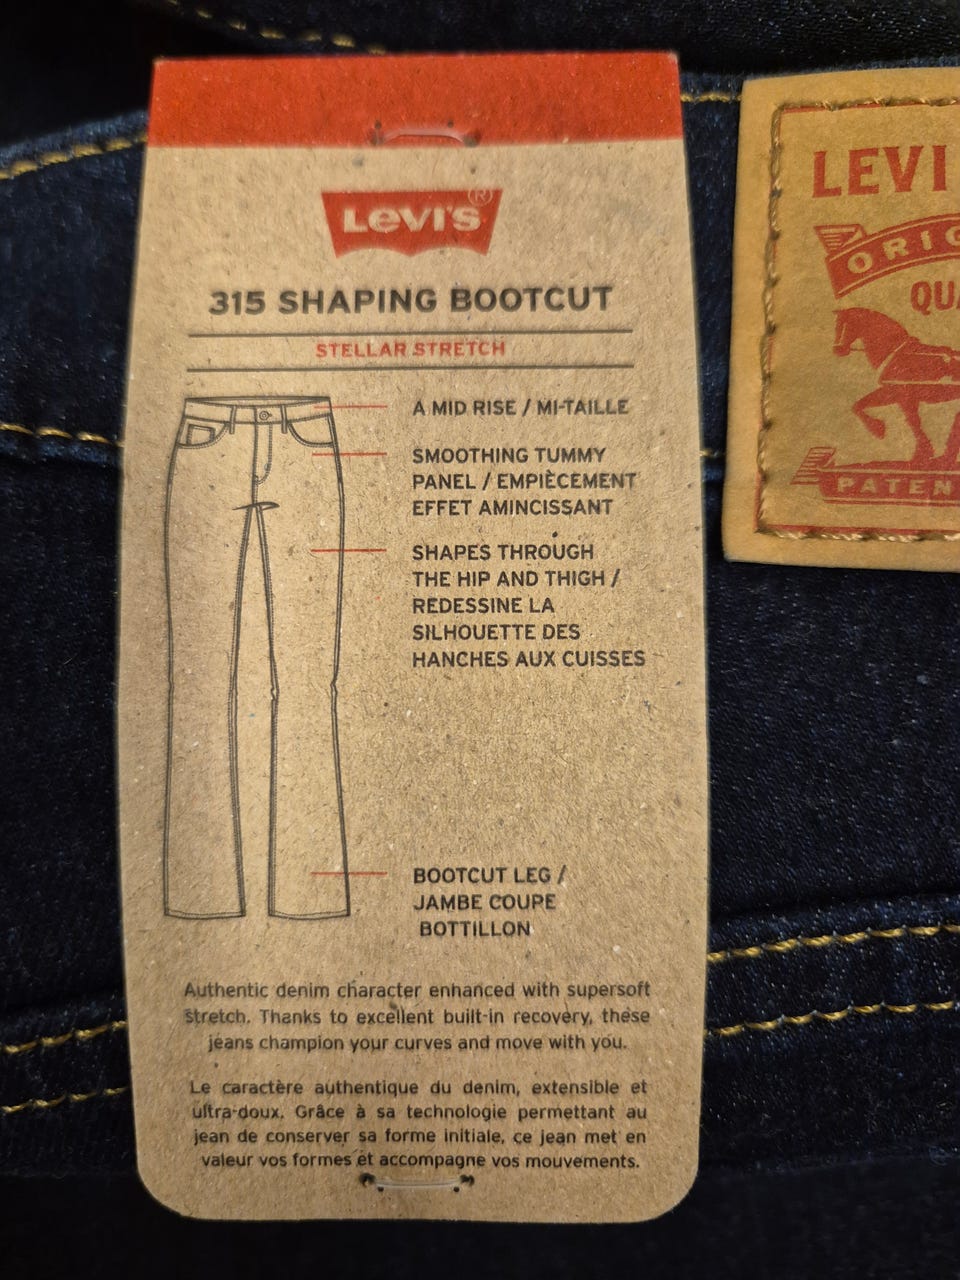 LEVI'S®
315 SHAPING BOOTCUT
STELLAR STRETCH
A MID RISE / MI-TAILLE
SMOOTHING TUMMY
PANEL / EMPIÈCEMENT
EFFET AMINCISSANT
SHAPES THROUGH
THE HIP AND THIGH /
REDESSINE LA
SILHOUETTE DES
HANCHES AUX CUISSES
BOOTCUT LEG /
JAMBE COUPE
BOTTILLON
Authentic denim character enhanced with supersoft
stretch. Thanks to excellent built-in recovery, these
jeans champion your curves and move with you.
Le caractère authentique du denim, extensible et
ultra-doux. Grâce à sa technologie permettant au
jean de conserver sa forme initiale, ce jean met en
valeur vos formes et accompagne vos mouvements.
LEVI
ORIG
QUA
PATEN